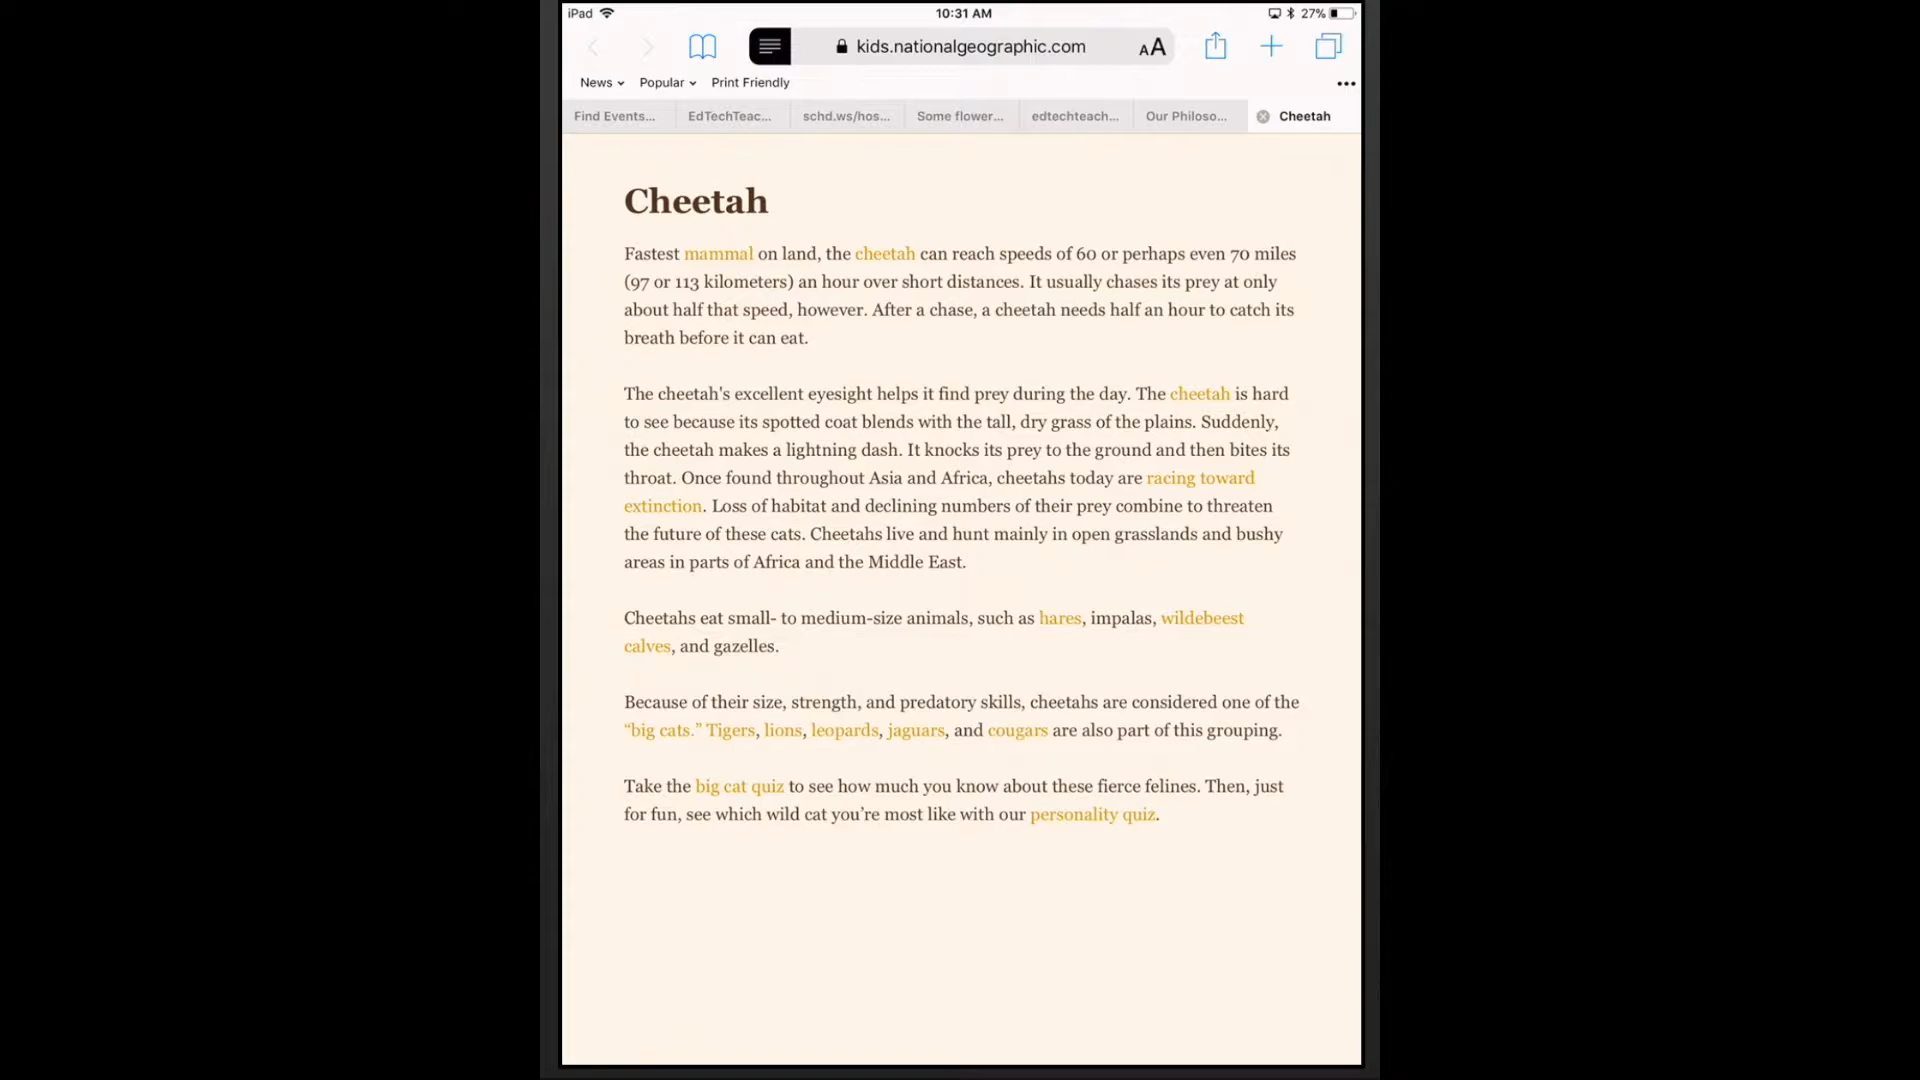 iPad 10:31 AM 27%
kids.nationalgeographic.com AA
News Popular Print Friendly
Find Events... EdTechTeac... schd.ws/hos... Some flower... edtechteach... Our Philoso... Cheetah
Cheetah
Fastest mammal on land, the cheetah can reach speeds of 60 or perhaps even 70 miles
(97 or 113 kilometers) an hour over short distances. It usually chases its prey at only
about half that speed, however. After a chase, a cheetah needs half an hour to catch its
breath before it can eat.
The cheetah's excellent eyesight helps it find prey during the day. The cheetah is hard
to see because its spotted coat blends with the tall, dry grass of the plains. Suddenly,
the cheetah makes a lightning dash. It knocks its prey to the ground and then bites its
throat. Once found throughout Asia and Africa, cheetahs today are racing toward
extinction. Loss of habitat and declining numbers of their prey combine to threaten
the future of these cats. Cheetahs live and hunt mainly in open grasslands and bushy
areas in parts of Africa and the Middle East.
Cheetahs eat small- to medium-size animals, such as hares, impalas, wildebeest
calves, and gazelles.
Because of their size, strength, and predatory skills, cheetahs are considered one of the
“big cats.” Tigers, lions, leopards, jaguars, and cougars are also part of this grouping.
Take the big cat quiz to see how much you know about these fierce felines. Then, just
for fun, see which wild cat you’re most like with our personality quiz.